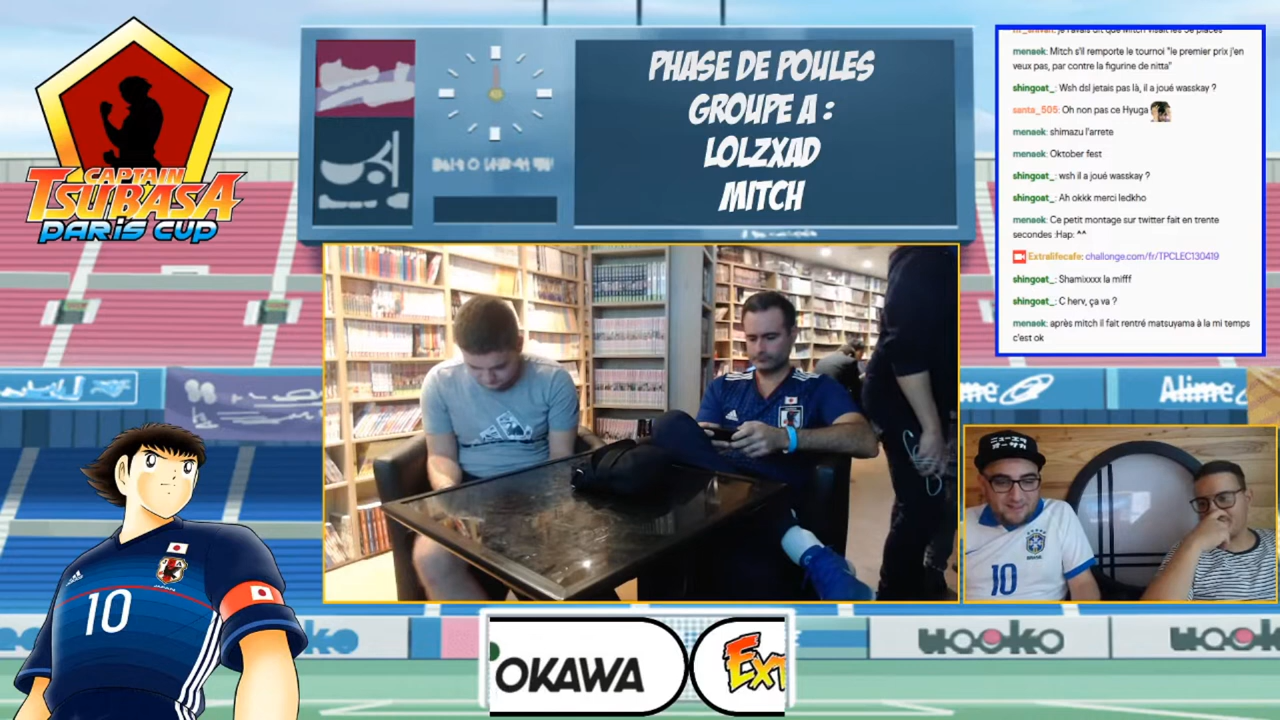 CAPTAIN
TSUBASA
PARIS CUP
PHASE DE POULES
GROUPE A :
LOLZXAD
MITCH
menaek: Mitch s'il remporte le tournoi "le premier prix j'en
veux pas, par contre la figurine de nitta"
shingoat_: Wsh dsl jetais pas là, il a joué wasskay ?
santa_505: Oh non pas ce Hyuga
menaek: shimazu l'arrete
menaek: Oktober fest
shingoat_: wsh il a joué wasskay ?
shingoat_: Ah okkk merci ledkho
menaek: Ce petit montage sur twitter fait en trente
secondes :Hap: ^^
Extralifecafe: challonge.com/fr/TPCLEC130419
shingoat_: Shamixxxx la mifff
shingoat_: C herv, ça va ?
menaek: après mitch il fait rentré matsuyama à la mi temps
c'est ok
Alime
10
JAPAN
10
OKAWA
EXT